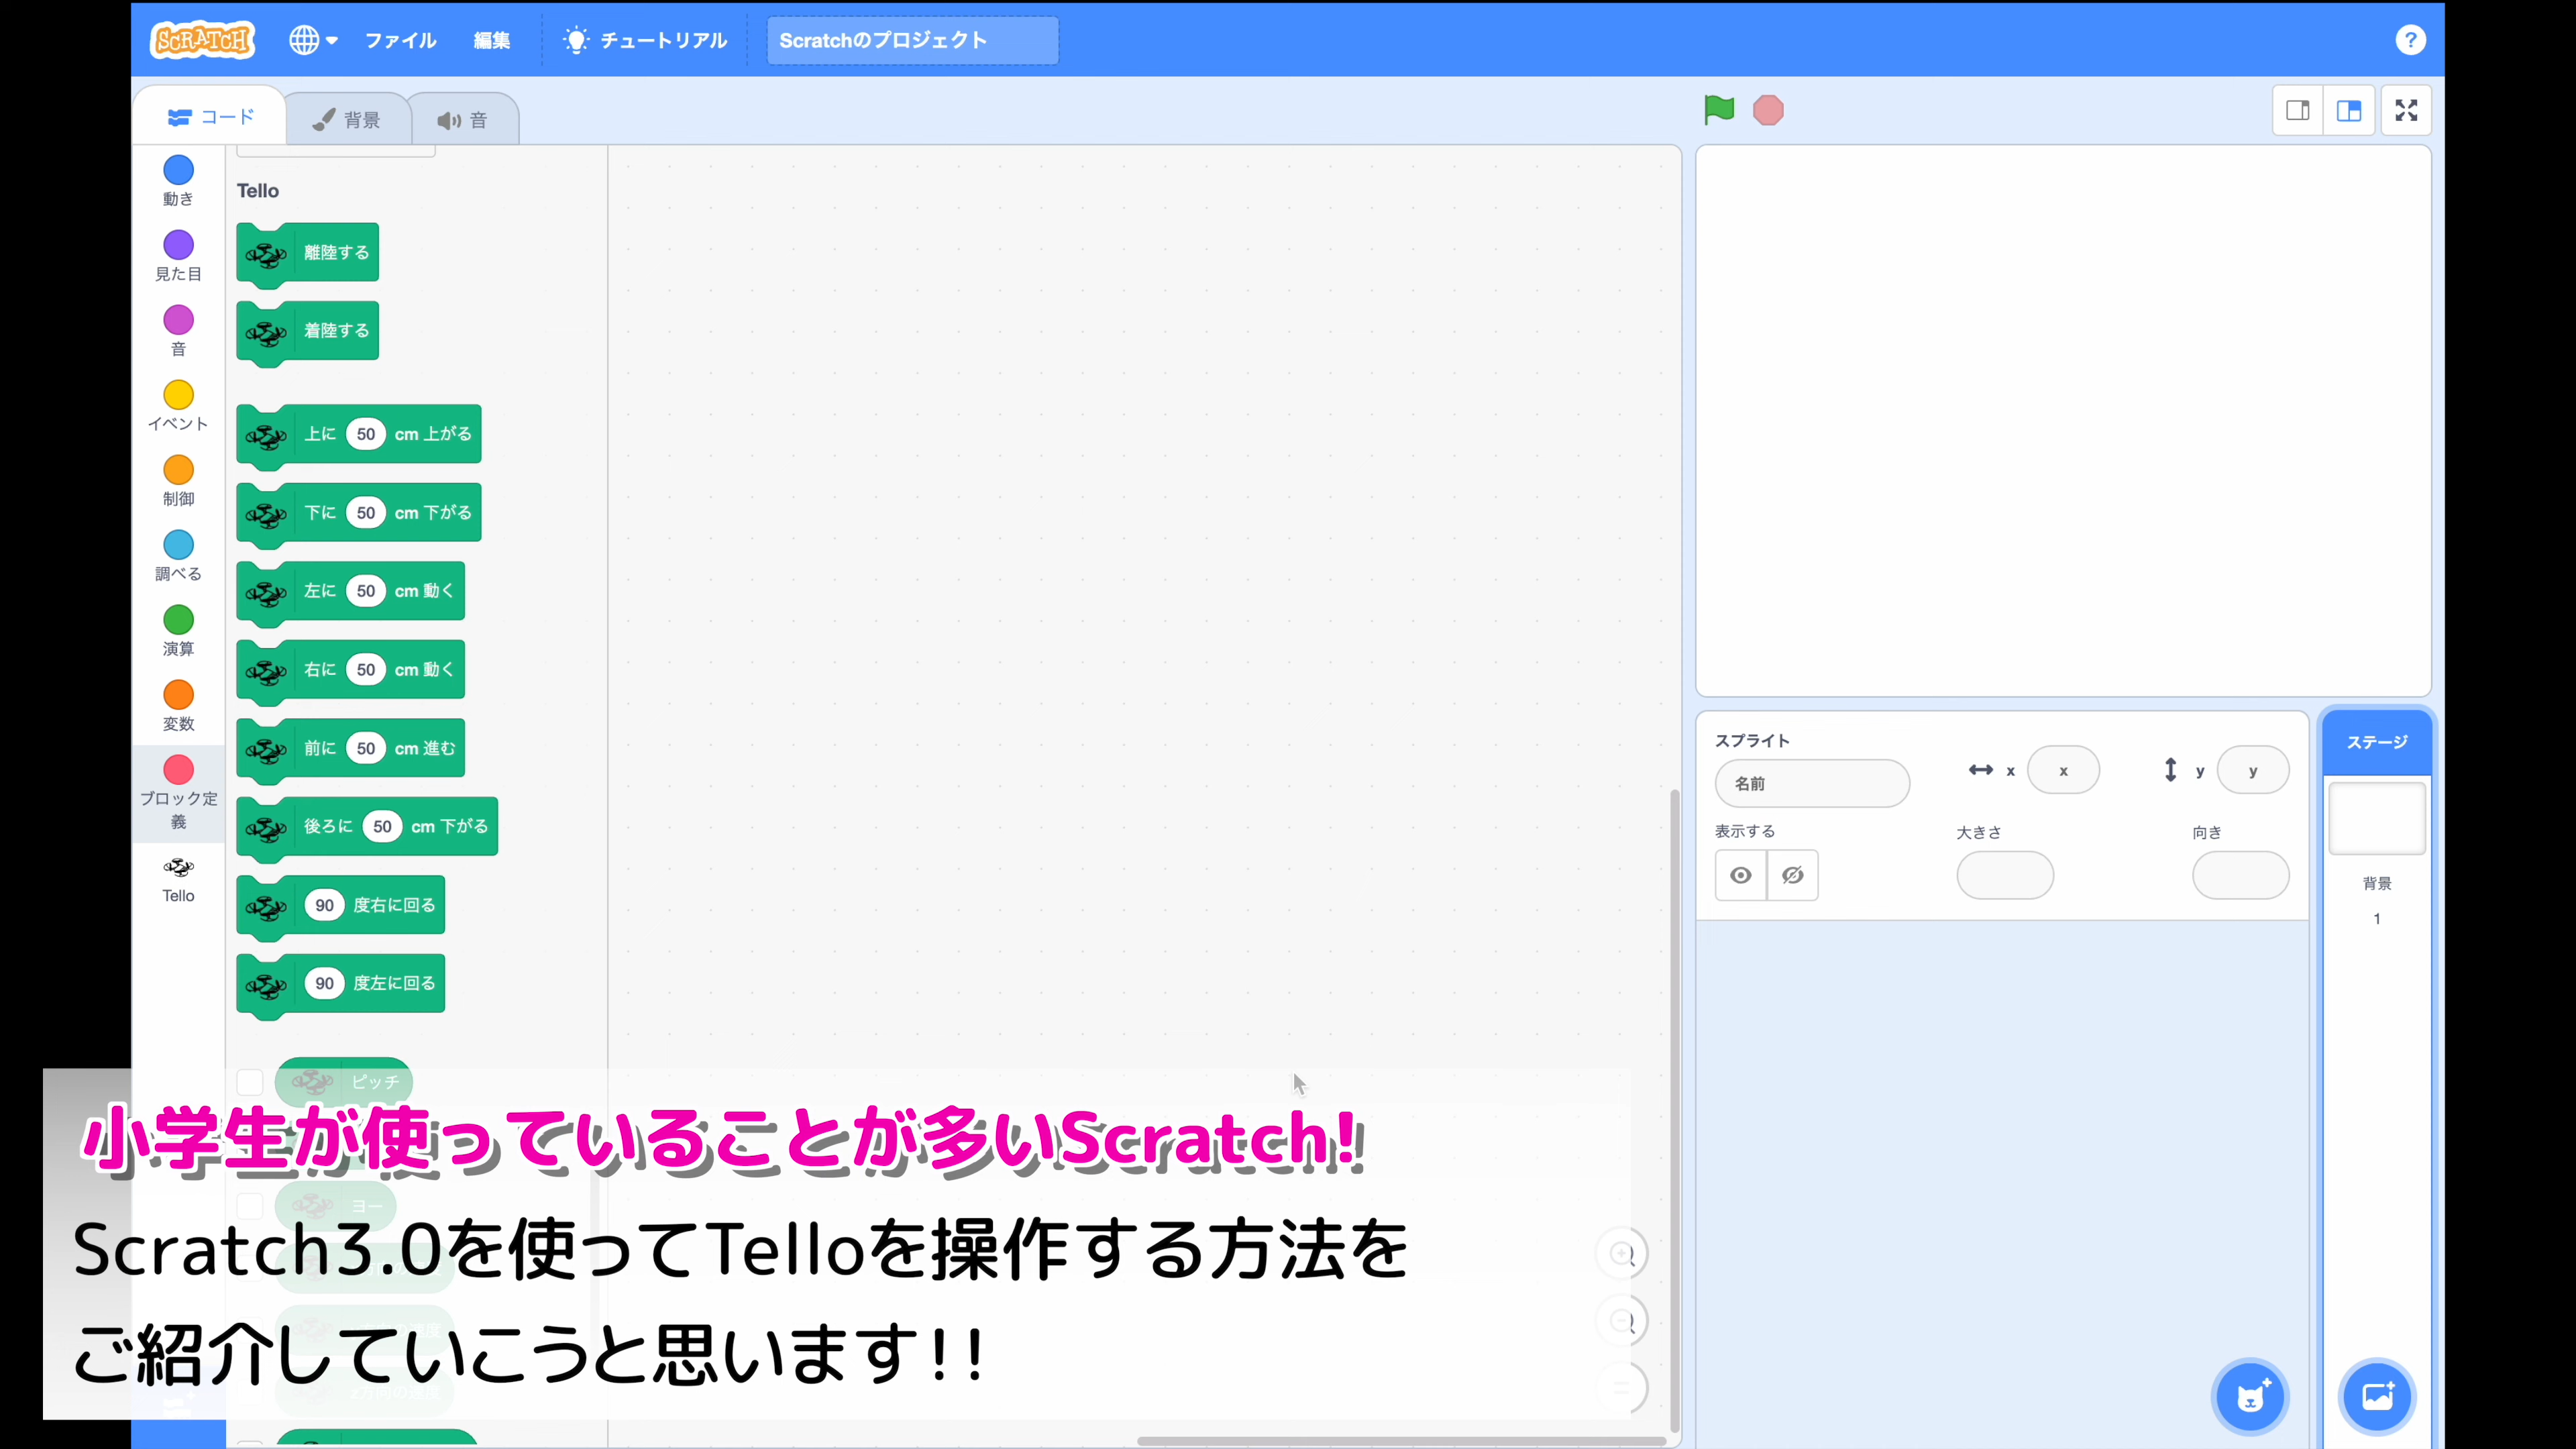 SCRATCH
ファイル
編集
チュートリアル
Scratchのプロジェクト
?
コード
背景
音
動き
見た目
音
イベント
制御
調べる
演算
変数
ブロック定
義
Tello
Tello
離陸する
着陸する
上に 50 cm 上がる
下に 50 cm 下がる
左に 50 cm 動く
右に 50 cm 動く
前に 50 cm 進む
後ろに 50 cm 下がる
90 度右に回る
90 度左に回る
ピッチ
ヨー
スプライト
名前
x x
y y
表示する
大きさ
向き
ステージ
背景
1
小学生が使っていることが多いScratch!
Scratch3.0を使ってTelloを操作する方法を
ご紹介していこうと思います!!